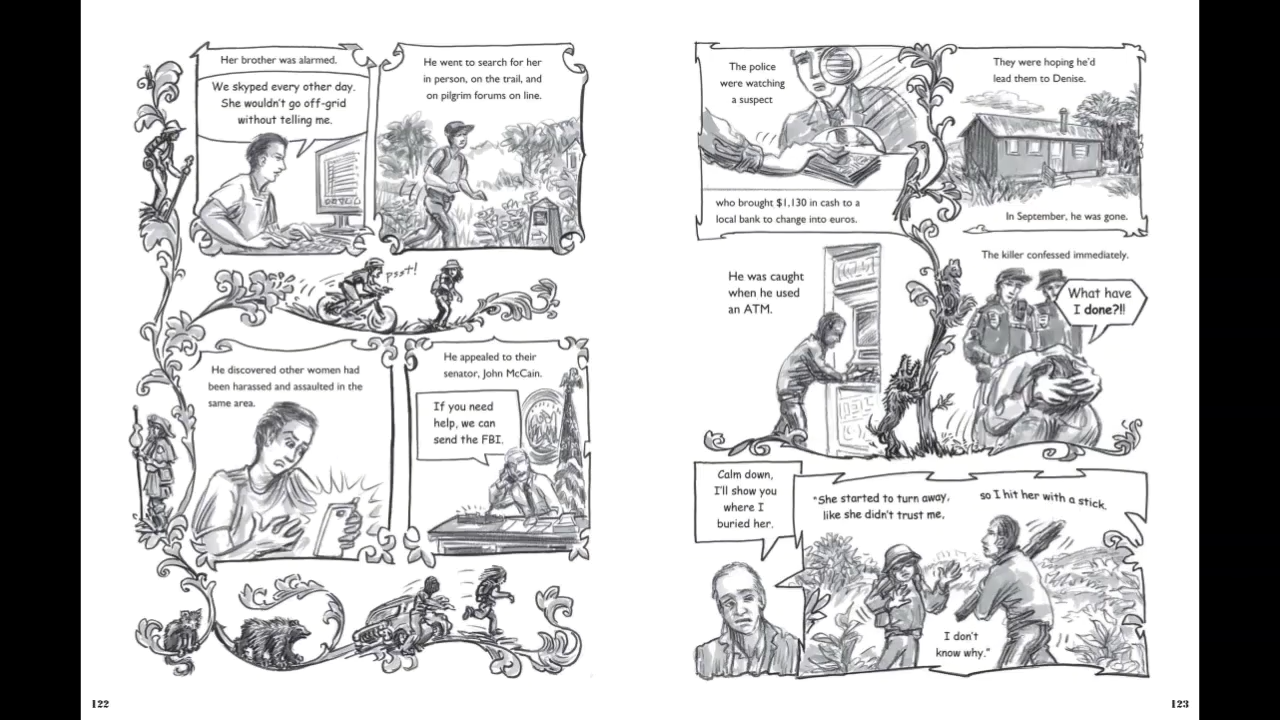 Her brother was alarmed.
We skyped every other day.
She wouldn't go off-grid
without telling me.
He went to search for her
in person, on the trail, and
on pilgrim forums on line.
psst!
He discovered other women had
been harassed and assaulted in the
same area.
He appealed to their
senator, John McCain.
If you need
help, we can
send the FBI.
122
The police
were watching
a suspect
who brought $1,130 in cash to a
local bank to change into euros.
They were hoping he'd
lead them to Denise.
In September, he was gone.
He was caught
when he used
an ATM.
The killer confessed immediately.
What have
I done?!!
Calm down,
I'll show you
where I
buried her.
"She started to turn away,
like she didn't trust me,
so I hit her with a stick.
I don't
know why."
123